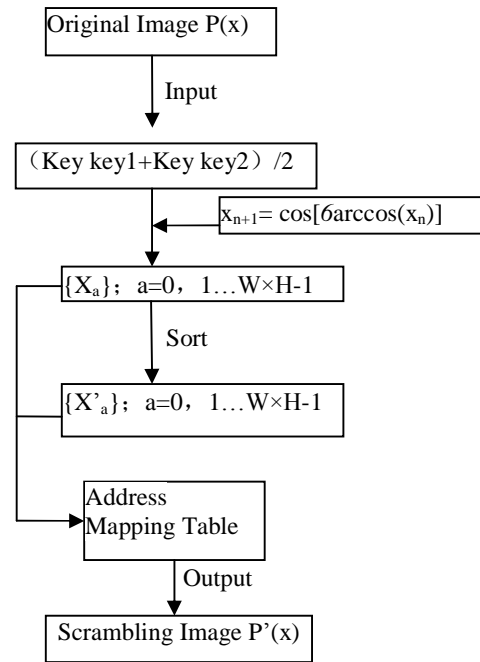 Original Image P(x)
Input
（Key key1+Key key2）/2
xn+1= cos[6arccos(xn)]
{Xa}；a=0，1…W×H-1
Sort
{X’a}；a=0，1…W×H-1
Address
Mapping Table
Output
Scrambling Image P’(x)